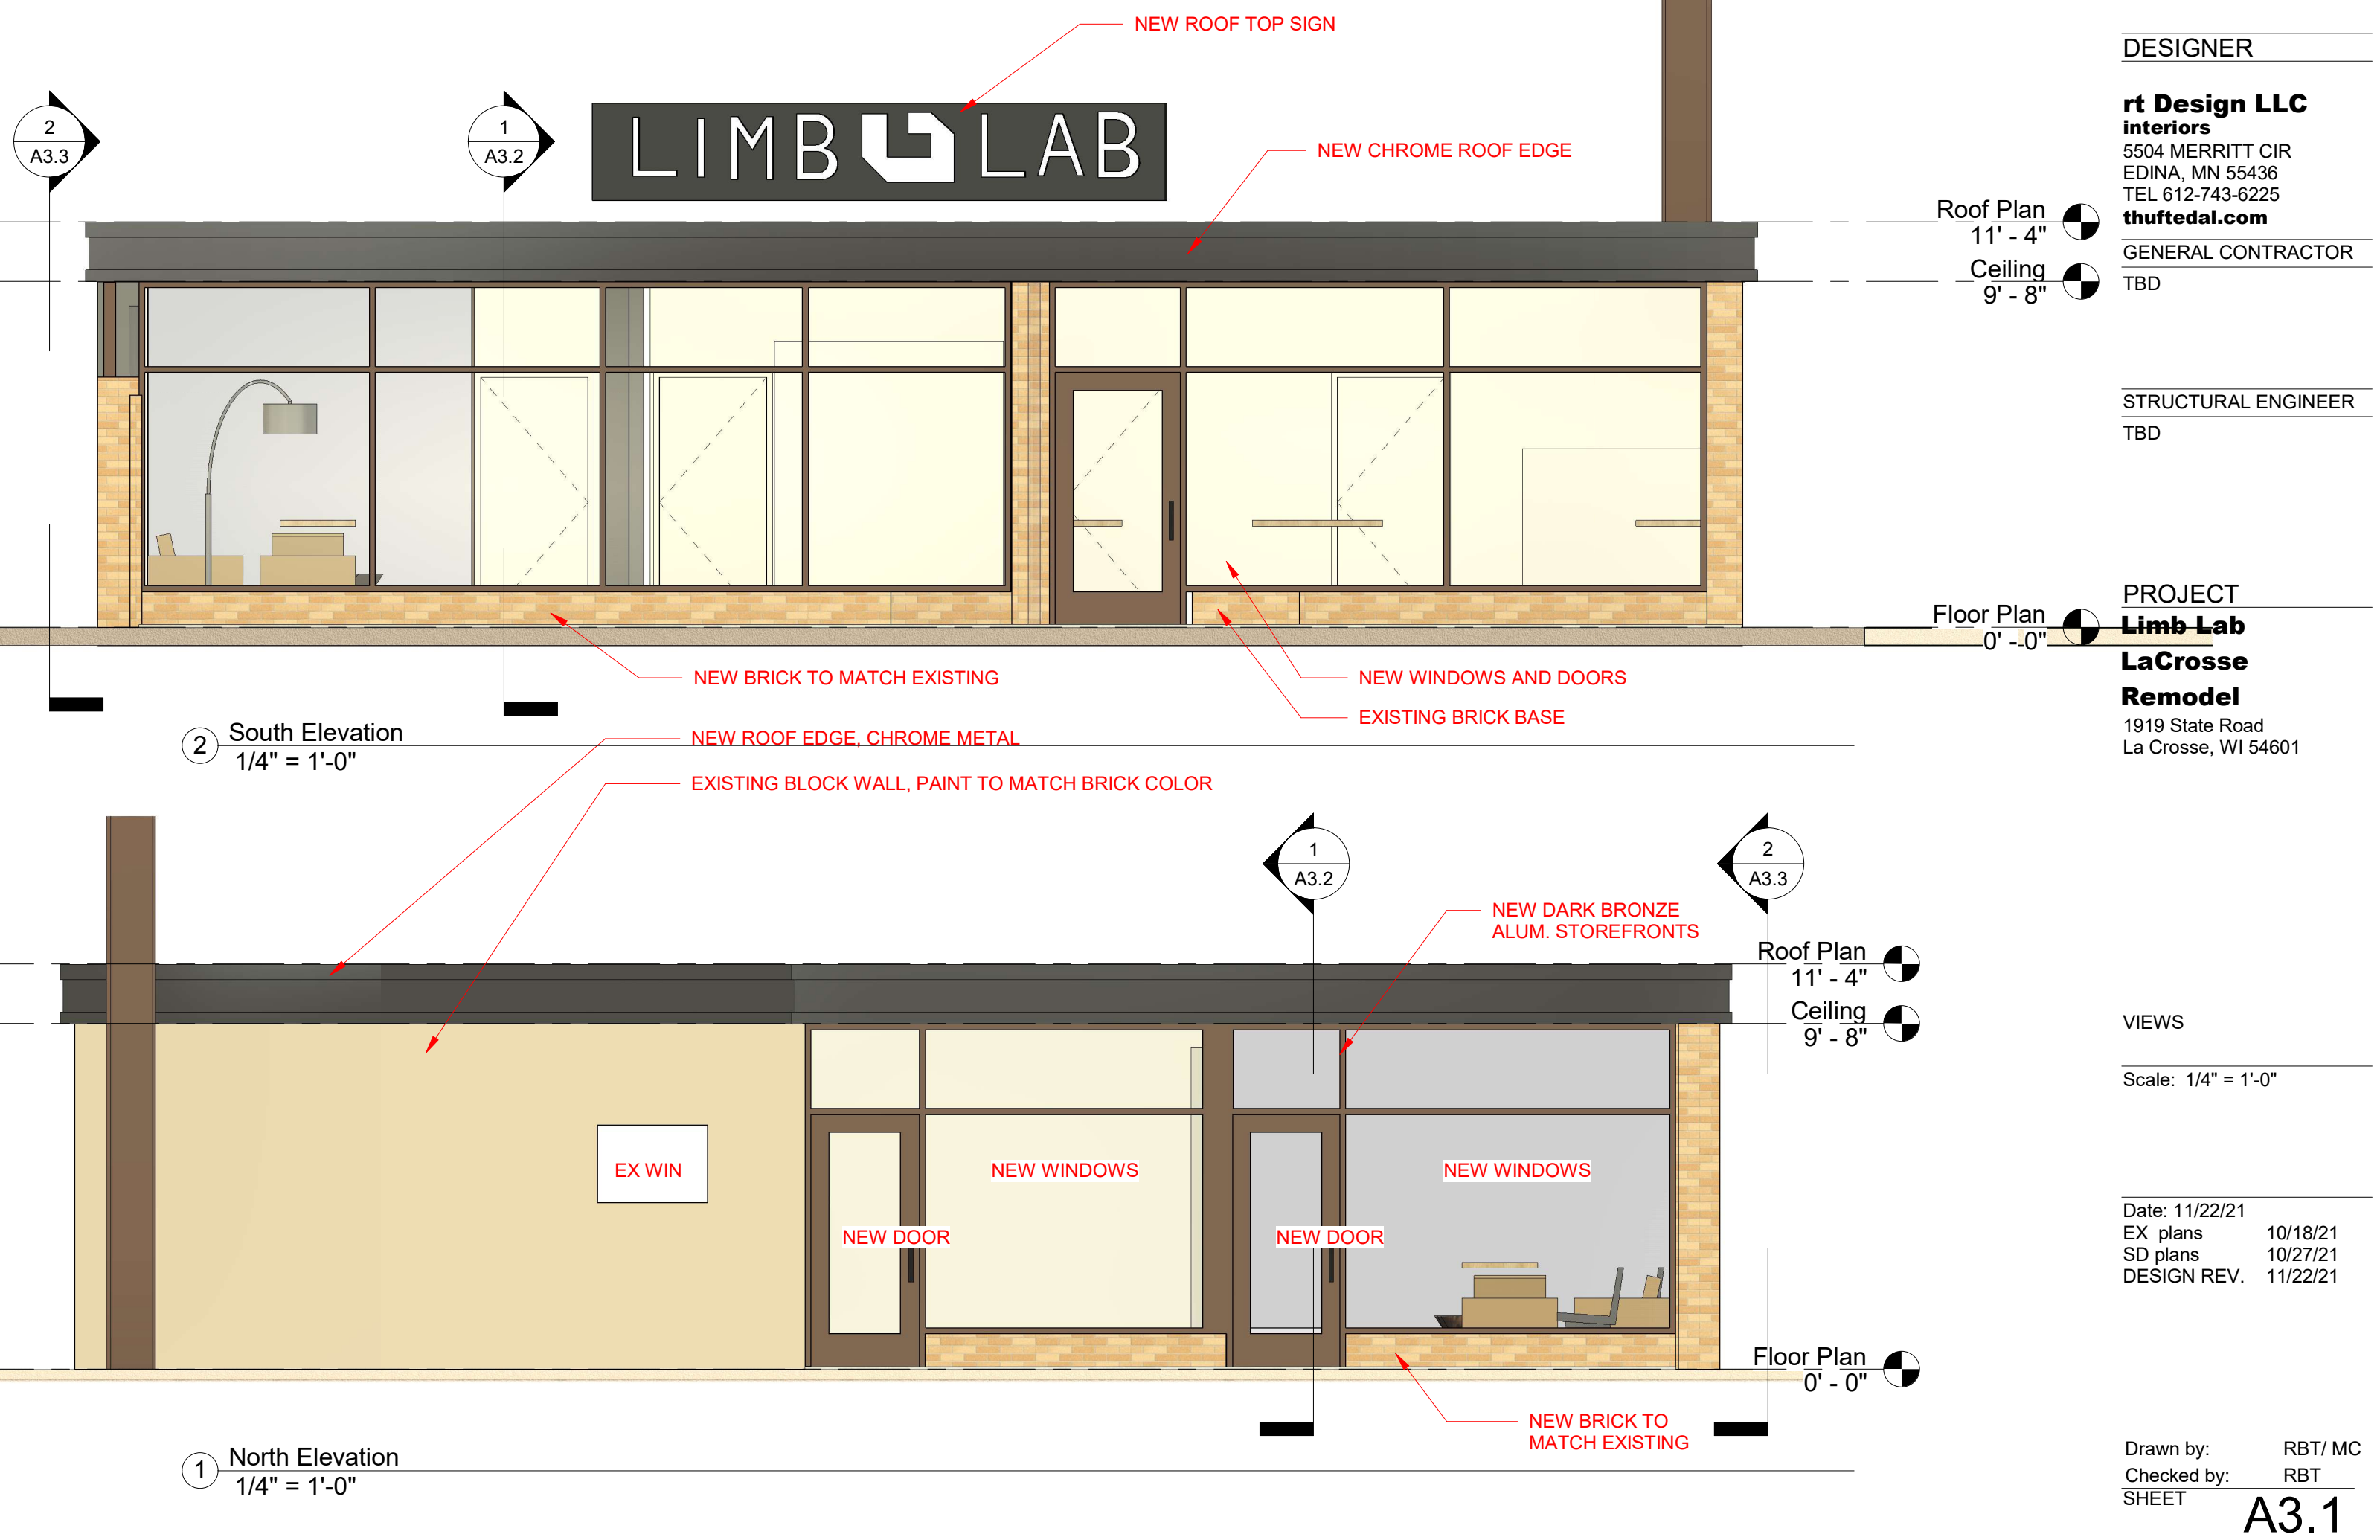 NEW ROOF TOP SIGN
2
A3.3
1
A3.2
LIMB LAB
NEW CHROME ROOF EDGE
Roof Plan
11' - 4"
Ceiling
9' - 8"
Floor Plan
0' - 0"
NEW BRICK TO MATCH EXISTING
NEW WINDOWS AND DOORS
EXISTING BRICK BASE
2
South Elevation
1/4" = 1'-0"
NEW ROOF EDGE, CHROME METAL
EXISTING BLOCK WALL, PAINT TO MATCH BRICK COLOR
1
A3.2
2
A3.3
NEW DARK BRONZE
ALUM. STOREFRONTS
Roof Plan
11' - 4"
Ceiling
9' - 8"
EX WIN
NEW WINDOWS
NEW WINDOWS
NEW DOOR
NEW DOOR
Floor Plan
0' - 0"
NEW BRICK TO
MATCH EXISTING
1
North Elevation
1/4" = 1'-0"
DESIGNER
rt Design LLC
interiors
5504 MERRITT CIR
EDINA, MN 55436
TEL 612-743-6225
thuftedal.com
GENERAL CONTRACTOR
TBD
STRUCTURAL ENGINEER
TBD
PROJECT
Limb Lab
LaCrosse
Remodel
1919 State Road
La Crosse, WI 54601
VIEWS
Scale: 1/4" = 1'-0"
Date: 11/22/21
EX plans 10/18/21
SD plans 10/27/21
DESIGN REV. 11/22/21
Drawn by: RBT/ MC
Checked by: RBT
SHEET
A3.1